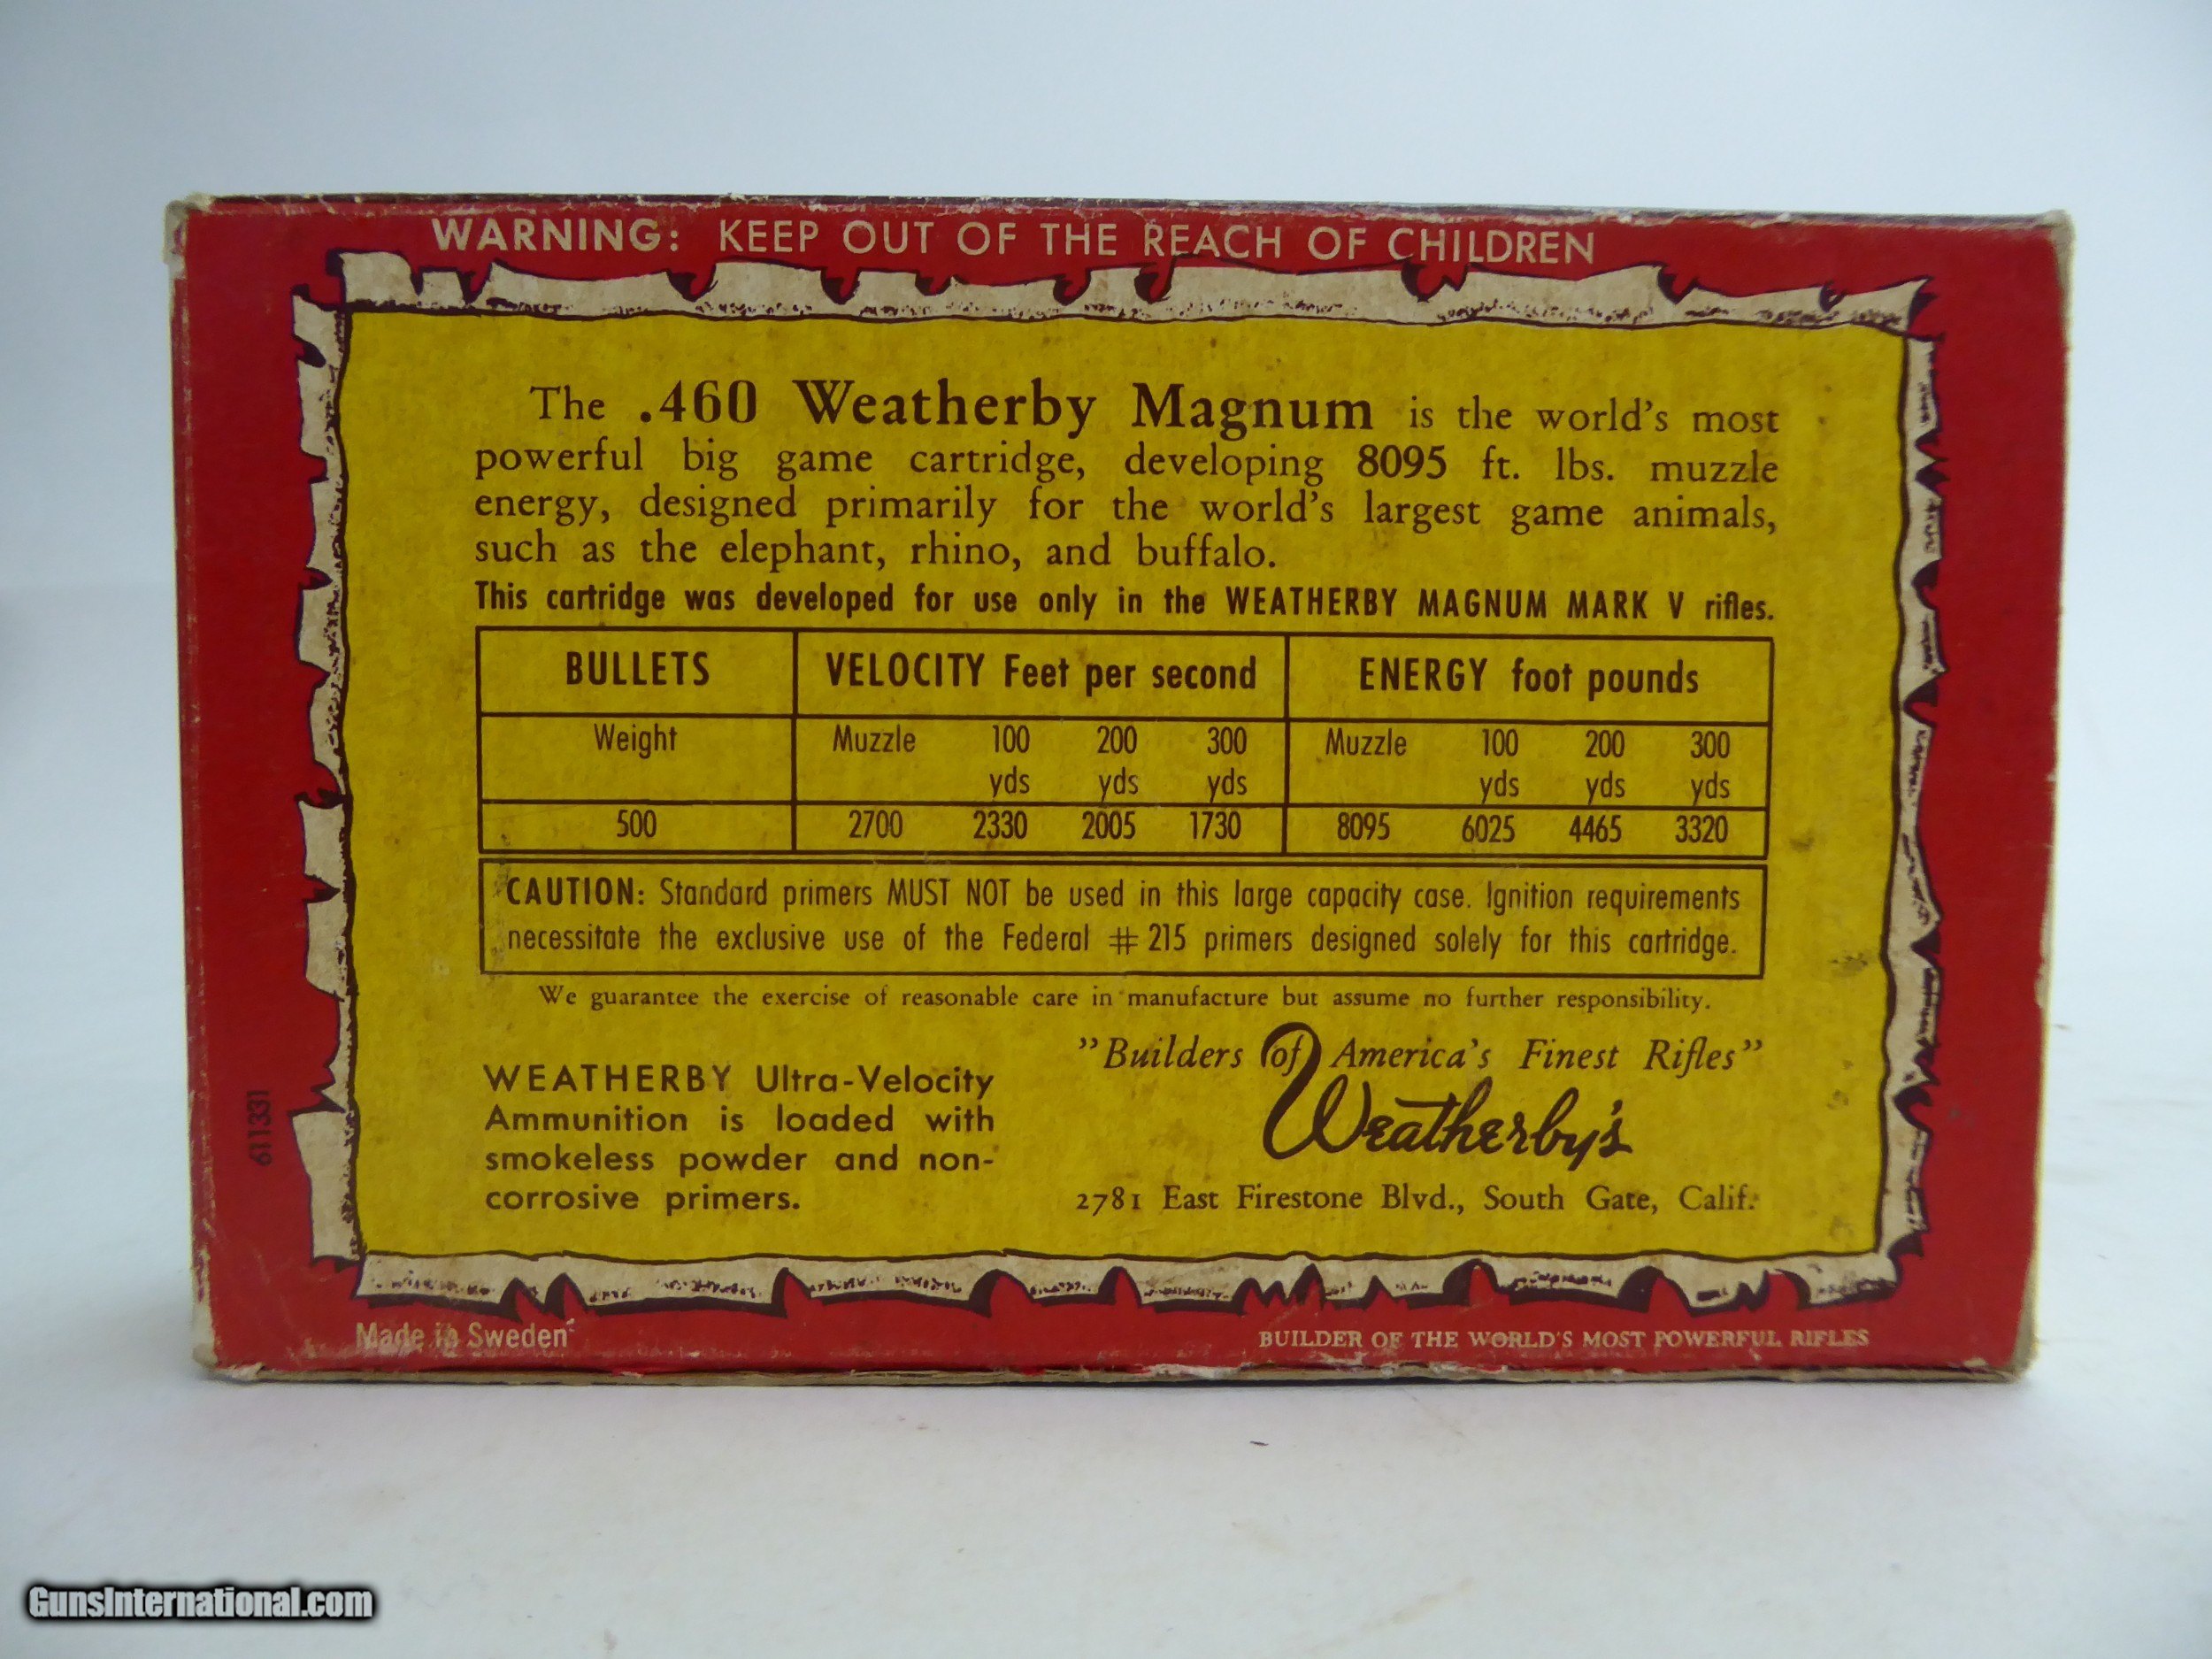 WARNING: KEEP OUT OF THE REACH OF CHILDREN
The .460 Weatherby Magnum is the world's most
powerful big game cartridge, developing 8095 ft. lbs. muzzle
energy, designed primarily for the world's largest game animals,
such as the elephant, rhino, and buffalo.
This cartridge was developed for use only in the WEATHERBY MAGNUM MARK V rifles.
BULLETS VELOCITY Feet per second ENERGY foot pounds
Weight Muzzle 100 200 300 Muzzle 100 200 300
yds yds yds yds yds yds
500 2700 2330 2005 1730 8095 6025 4465 3320
CAUTION: Standard primers MUST NOT be used in this large capacity case. Ignition requirements
necessitate the exclusive use of the Federal # 215 primers designed solely for this cartridge.
We guarantee the exercise of reasonable care in manufacture but assume no further responsibility.
WEATHERBY Ultra-Velocity
Ammunition is loaded with
smokeless powder and non-
corrosive primers.
"Builders of America's Finest Rifles"
Weatherby's
2781 East Firestone Blvd., South Gate, Calif.
611331
Made in Sweden
BUILDER OF THE WORLD'S MOST POWERFUL RIFLES
GunsInternational.com